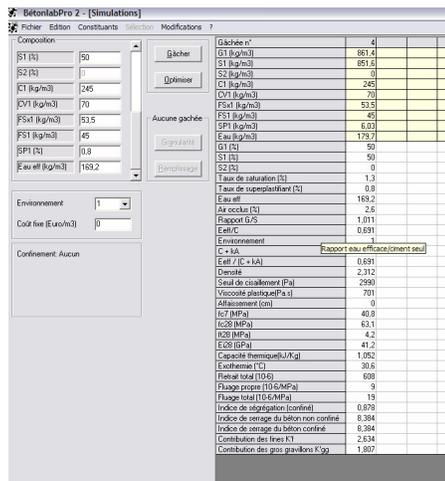 BétonlabPro 2 - [Simulations]
Fichier Edition Constituants Sélection Modifications ?
Composition
S1 (%) 50
S2 (%) 0
C1 (kg/m3) 245
CV1 (kg/m3) 70
FSx1 (kg/m3) 53,5
FS1 (kg/m3) 45
SP1 (%) 0,8
Eau eff (kg/m3) 169,2
Gâcher
Optimiser
Aucune gachée
Granularité
Remplissage
Environnement 1
Coût fixe (Euro/m3) 0
Confinement: Aucun
Gâchée n° 4
G1 (kg/m3) 861,4
S1 (kg/m3) 851,6
S2 (kg/m3) 0
C1 (kg/m3) 245
CV1 (kg/m3) 70
FSx1 (kg/m3) 53,5
FS1 (kg/m3) 45
SP1 (kg/m3) 6,03
Eau (kg/m3) 179,7
G1 (%) 50
S1 (%) 50
S2 (%) 0
Taux de saturation (%) 1,3
Taux de superplastifiant (%) 0,8
Eau eff 169,2
Air occlus (%) 2,6
Rapport G/S 1,011
Eeff/C 0,691
Environnement 1
C + kA
Rapport eau efficace/ciment seul
Eeff / (C + kA) 0,691
Densité 2,312
Seuil de cisaillement (Pa) 2990
Viscosité plastique(Pa.s) 701
Affaissement (cm) 0
fc7 (MPa) 40,8
fc28 (MPa) 63,1
ft28 (MPa) 4,2
Ei28 (GPa) 41,2
Capacité thermique(kJ/Kg) 1,052
Exothermie (°C) 30,6
Retrait total (10-6) 608
Fluage propre (10-6/MPa) 9
Fluage total (10-6/MPa) 19
Indice de ségrégation (confiné) 0,878
Indice de serrage du béton non confiné 8,384
Indice de serrage du béton confiné 8,384
Contribution des fines K't 2,634
Contribution des gros gravillons K'gg 1,807